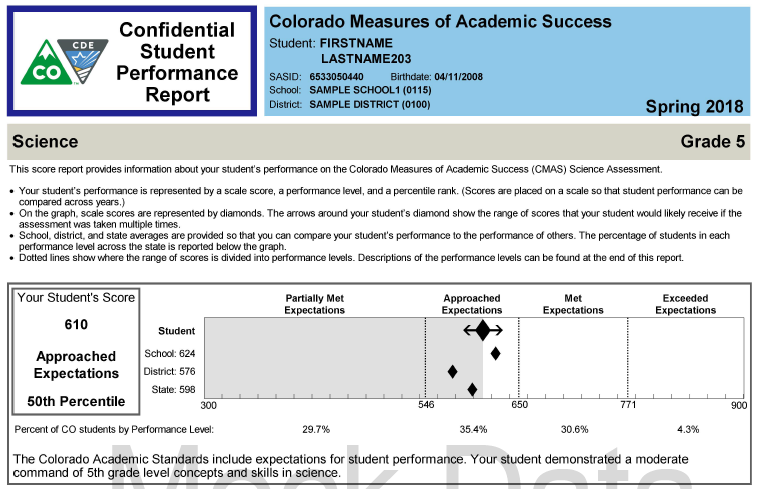 CO
CDE
Confidential
Student
Performance
Report
Colorado Measures of Academic Success
Student: FIRSTNAME
LASTNAME203
SASID: 6533050440 Birthdate: 04/11/2008
School: SAMPLE SCHOOL1 (0115)
District: SAMPLE DISTRICT (0100)
Spring 2018
Science Grade 5
This score report provides information about your student's performance on the Colorado Measures of Academic Success (CMAS) Science Assessment.
• Your student's performance is represented by a scale score, a performance level, and a percentile rank. (Scores are placed on a scale so that student performance can be
compared across years.)
• On the graph, scale scores are represented by diamonds. The arrows around your student's diamond show the range of scores that your student would likely receive if the
assessment was taken multiple times.
• School, district, and state averages are provided so that you can compare your student's performance to the performance of others. The percentage of students in each
performance level across the state is reported below the graph.
• Dotted lines show where the range of scores is divided into performance levels. Descriptions of the performance levels can be found at the end of this report.
Your Student's Score
610
Approached
Expectations
50th Percentile
Partially Met
Expectations
Approached
Expectations
Met
Expectations
Exceeded
Expectations
Student
School: 624
District: 576
State: 598
300 546 650 771 900
Percent of CO students by Performance Level: 29.7% 35.4% 30.6% 4.3%
The Colorado Academic Standards include expectations for student performance. Your student demonstrated a moderate
command of 5th grade level concepts and skills in science.
Mock Data